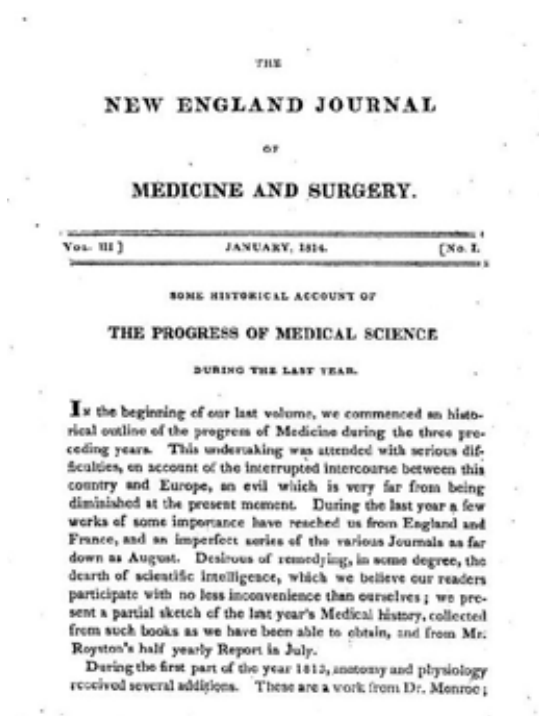 THE
NEW ENGLAND JOURNAL
OF
MEDICINE AND SURGERY.
VOL. III ] JANUARY, 1814. [No. I.
SOME HISTORICAL ACCOUNT OF
THE PROGRESS OF MEDICAL SCIENCE
DURING THE LAST YEAR.
IN the beginning of our last volume, we commenced an histo-
rical outline of the progress of Medicine during the three pre-
ceding years. This undertaking was attended with serious dif-
ficulties, on account of the interrupted intercourse between this
country and Europe, an evil which is very far from being
diminished at the present moment. During the last year a few
works of some importance have reached us from England and
France, and an imperfect series of the various Journals as far
down as August. Desirous of remedying, in some degree, the
dearth of scientific intelligence, which we believe our readers
participate with no less inconvenience than ourselves ; we pre-
sent a partial sketch of the last year's Medical history, collected
from such books as we have been able to obtain, and from Mr.
Royston's half yearly Report in July.
During the first part of the year 1813, anatomy and physiology
received several additions. These are a work from Dr. Monroe ;